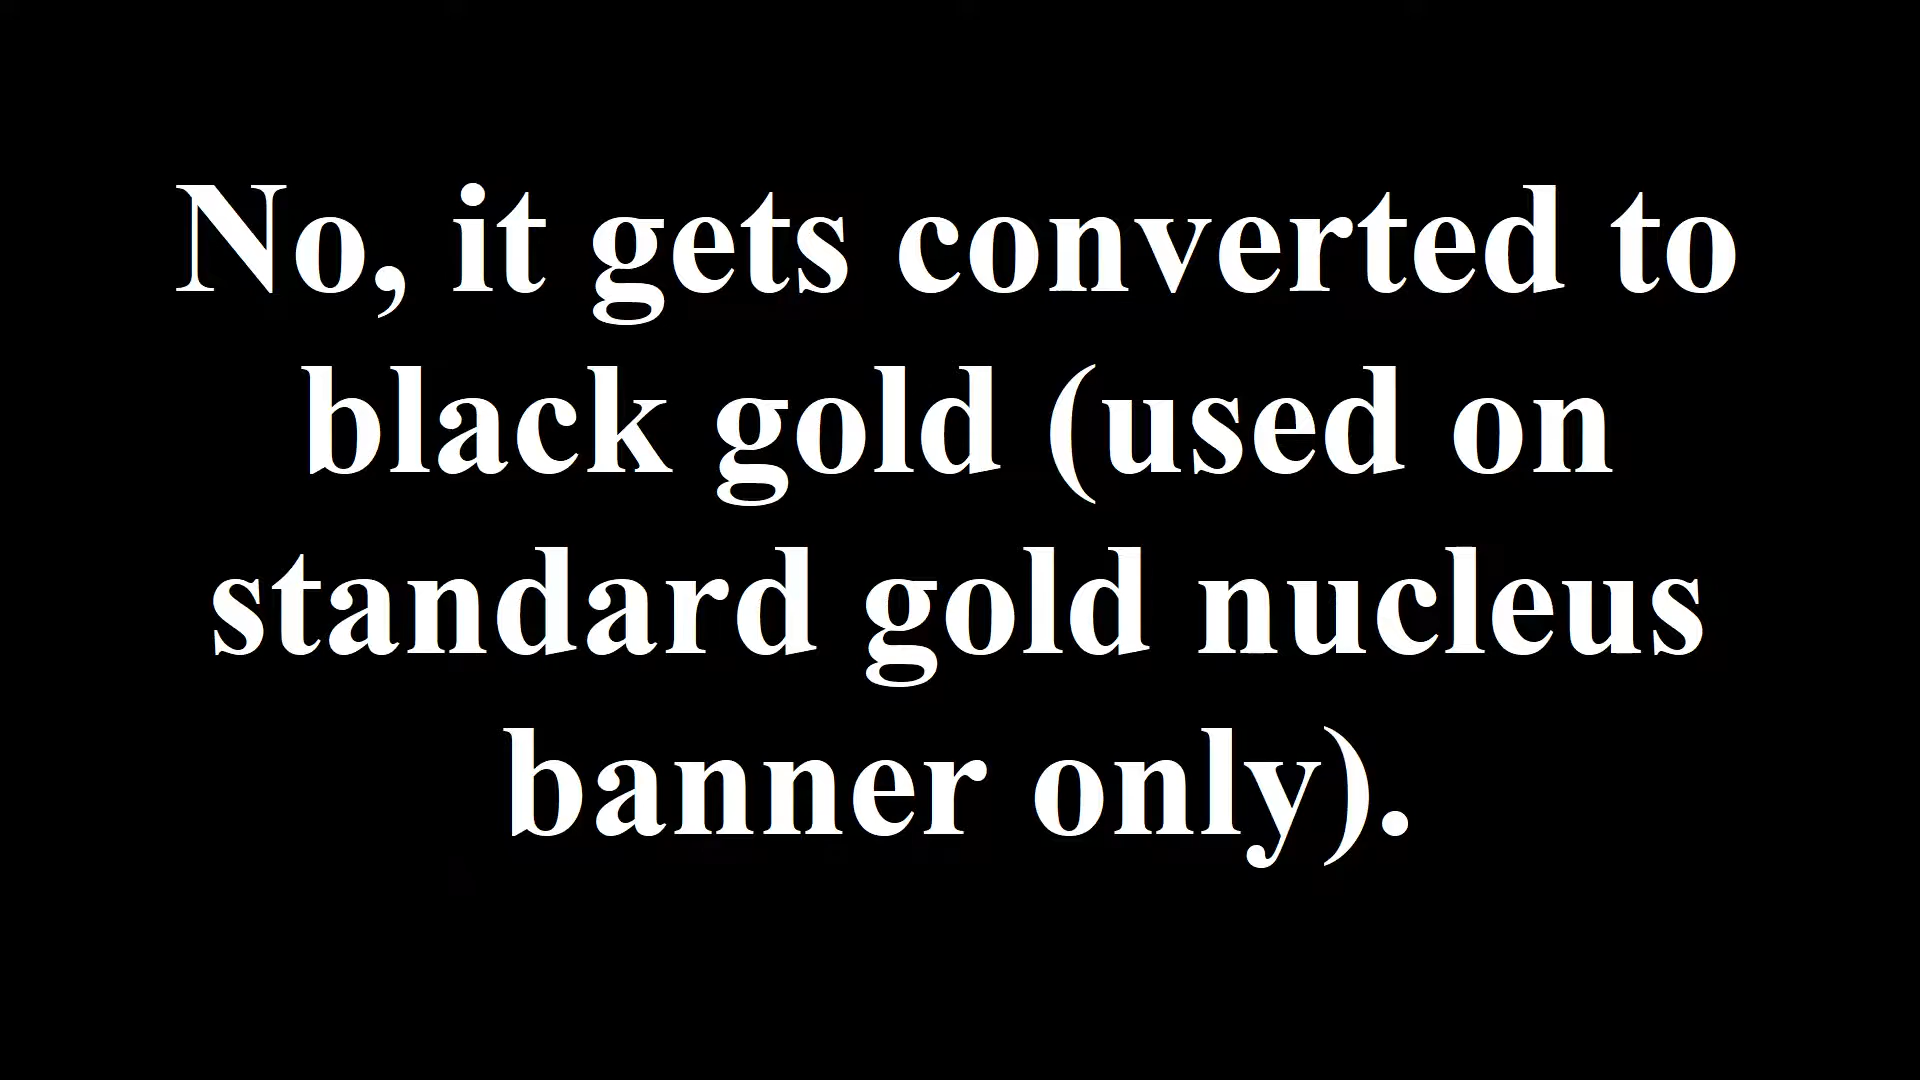 No, it gets converted to
black gold (used on
standard gold nucleus
banner only).